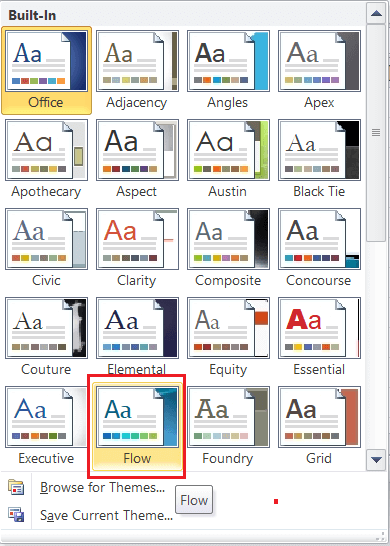 Built-In
Aa Aa Aa Aa
Office Adjacency Angles Apex
Aa Aa Aa Aa
Apothecary Aspect Austin Black Tie
Aa Aa Aa Aa
Civic Clarity Composite Concourse
Aa Aa Aa Aa
Couture Elemental Equity Essential
Aa Aa Aa Aa
Executive Flow Foundry Grid
Browse for Themes...
Flow
Save Current Theme...